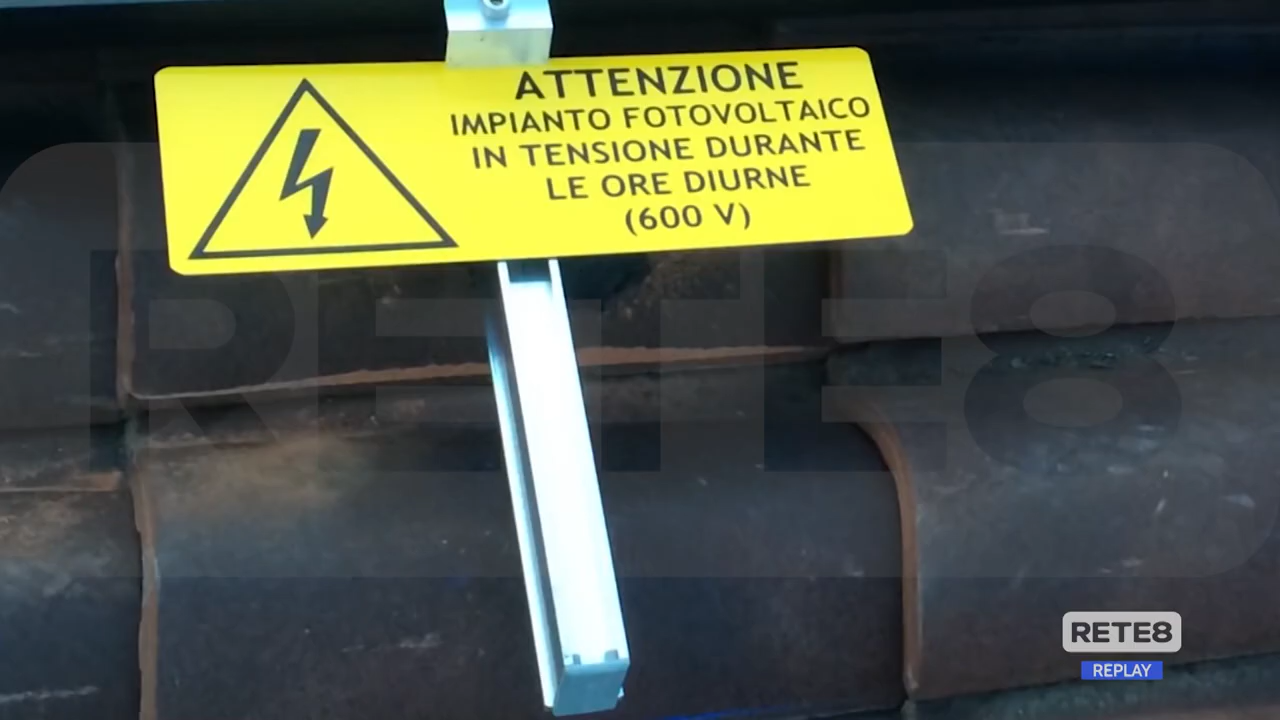 ATTENZIONE
IMPIANTO FOTOVOLTAICO
IN TENSIONE DURANTE
LE ORE DIURNE
(600 V)
RETE8
RETE8
REPLAY